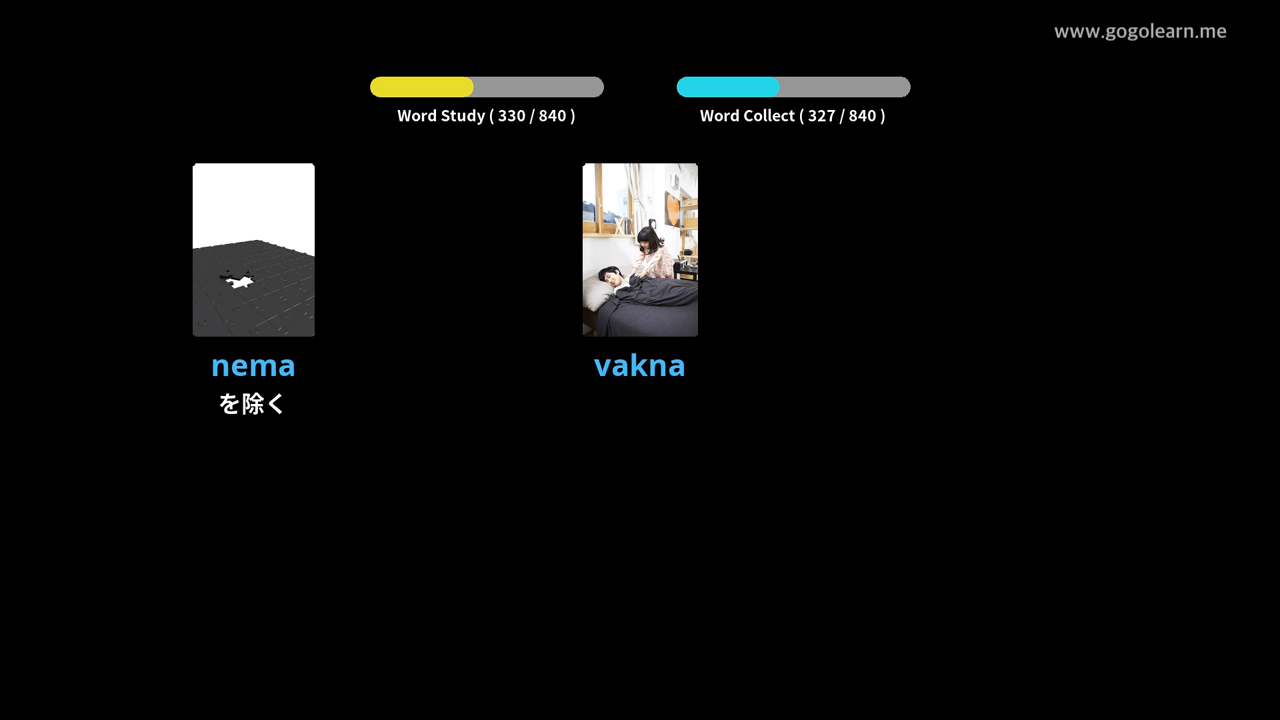 www.gogolearn.me
Word Study ( 330 / 840 )
Word Collect ( 327 / 840 )
nema
を除く
vakna